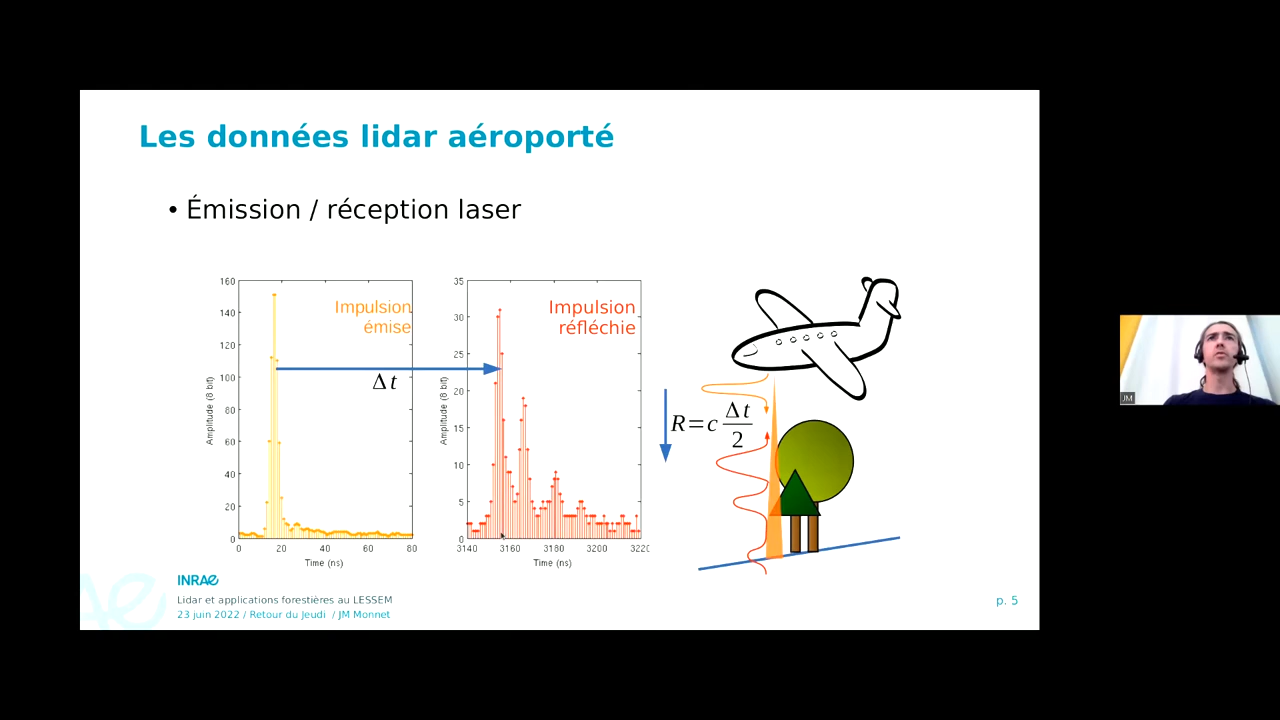 Les données lidar aéroporté
• Émission / réception laser
160
140
120
100
80
60
40
20
0
Amplitude (8 bit)
0 20 40 60 80
Time (ns)
Impulsion
émise
Δt
35
30
25
20
15
10
5
0
Amplitude (8 bit)
3140 3160 3180 3200 3220
Time (ns)
Impulsion
réfléchie
R=c Δt/2
INRAE
Lidar et applications forestières au LESSEM
23 juin 2022 / Retour du Jeudi / JM Monnet
p. 5
JM